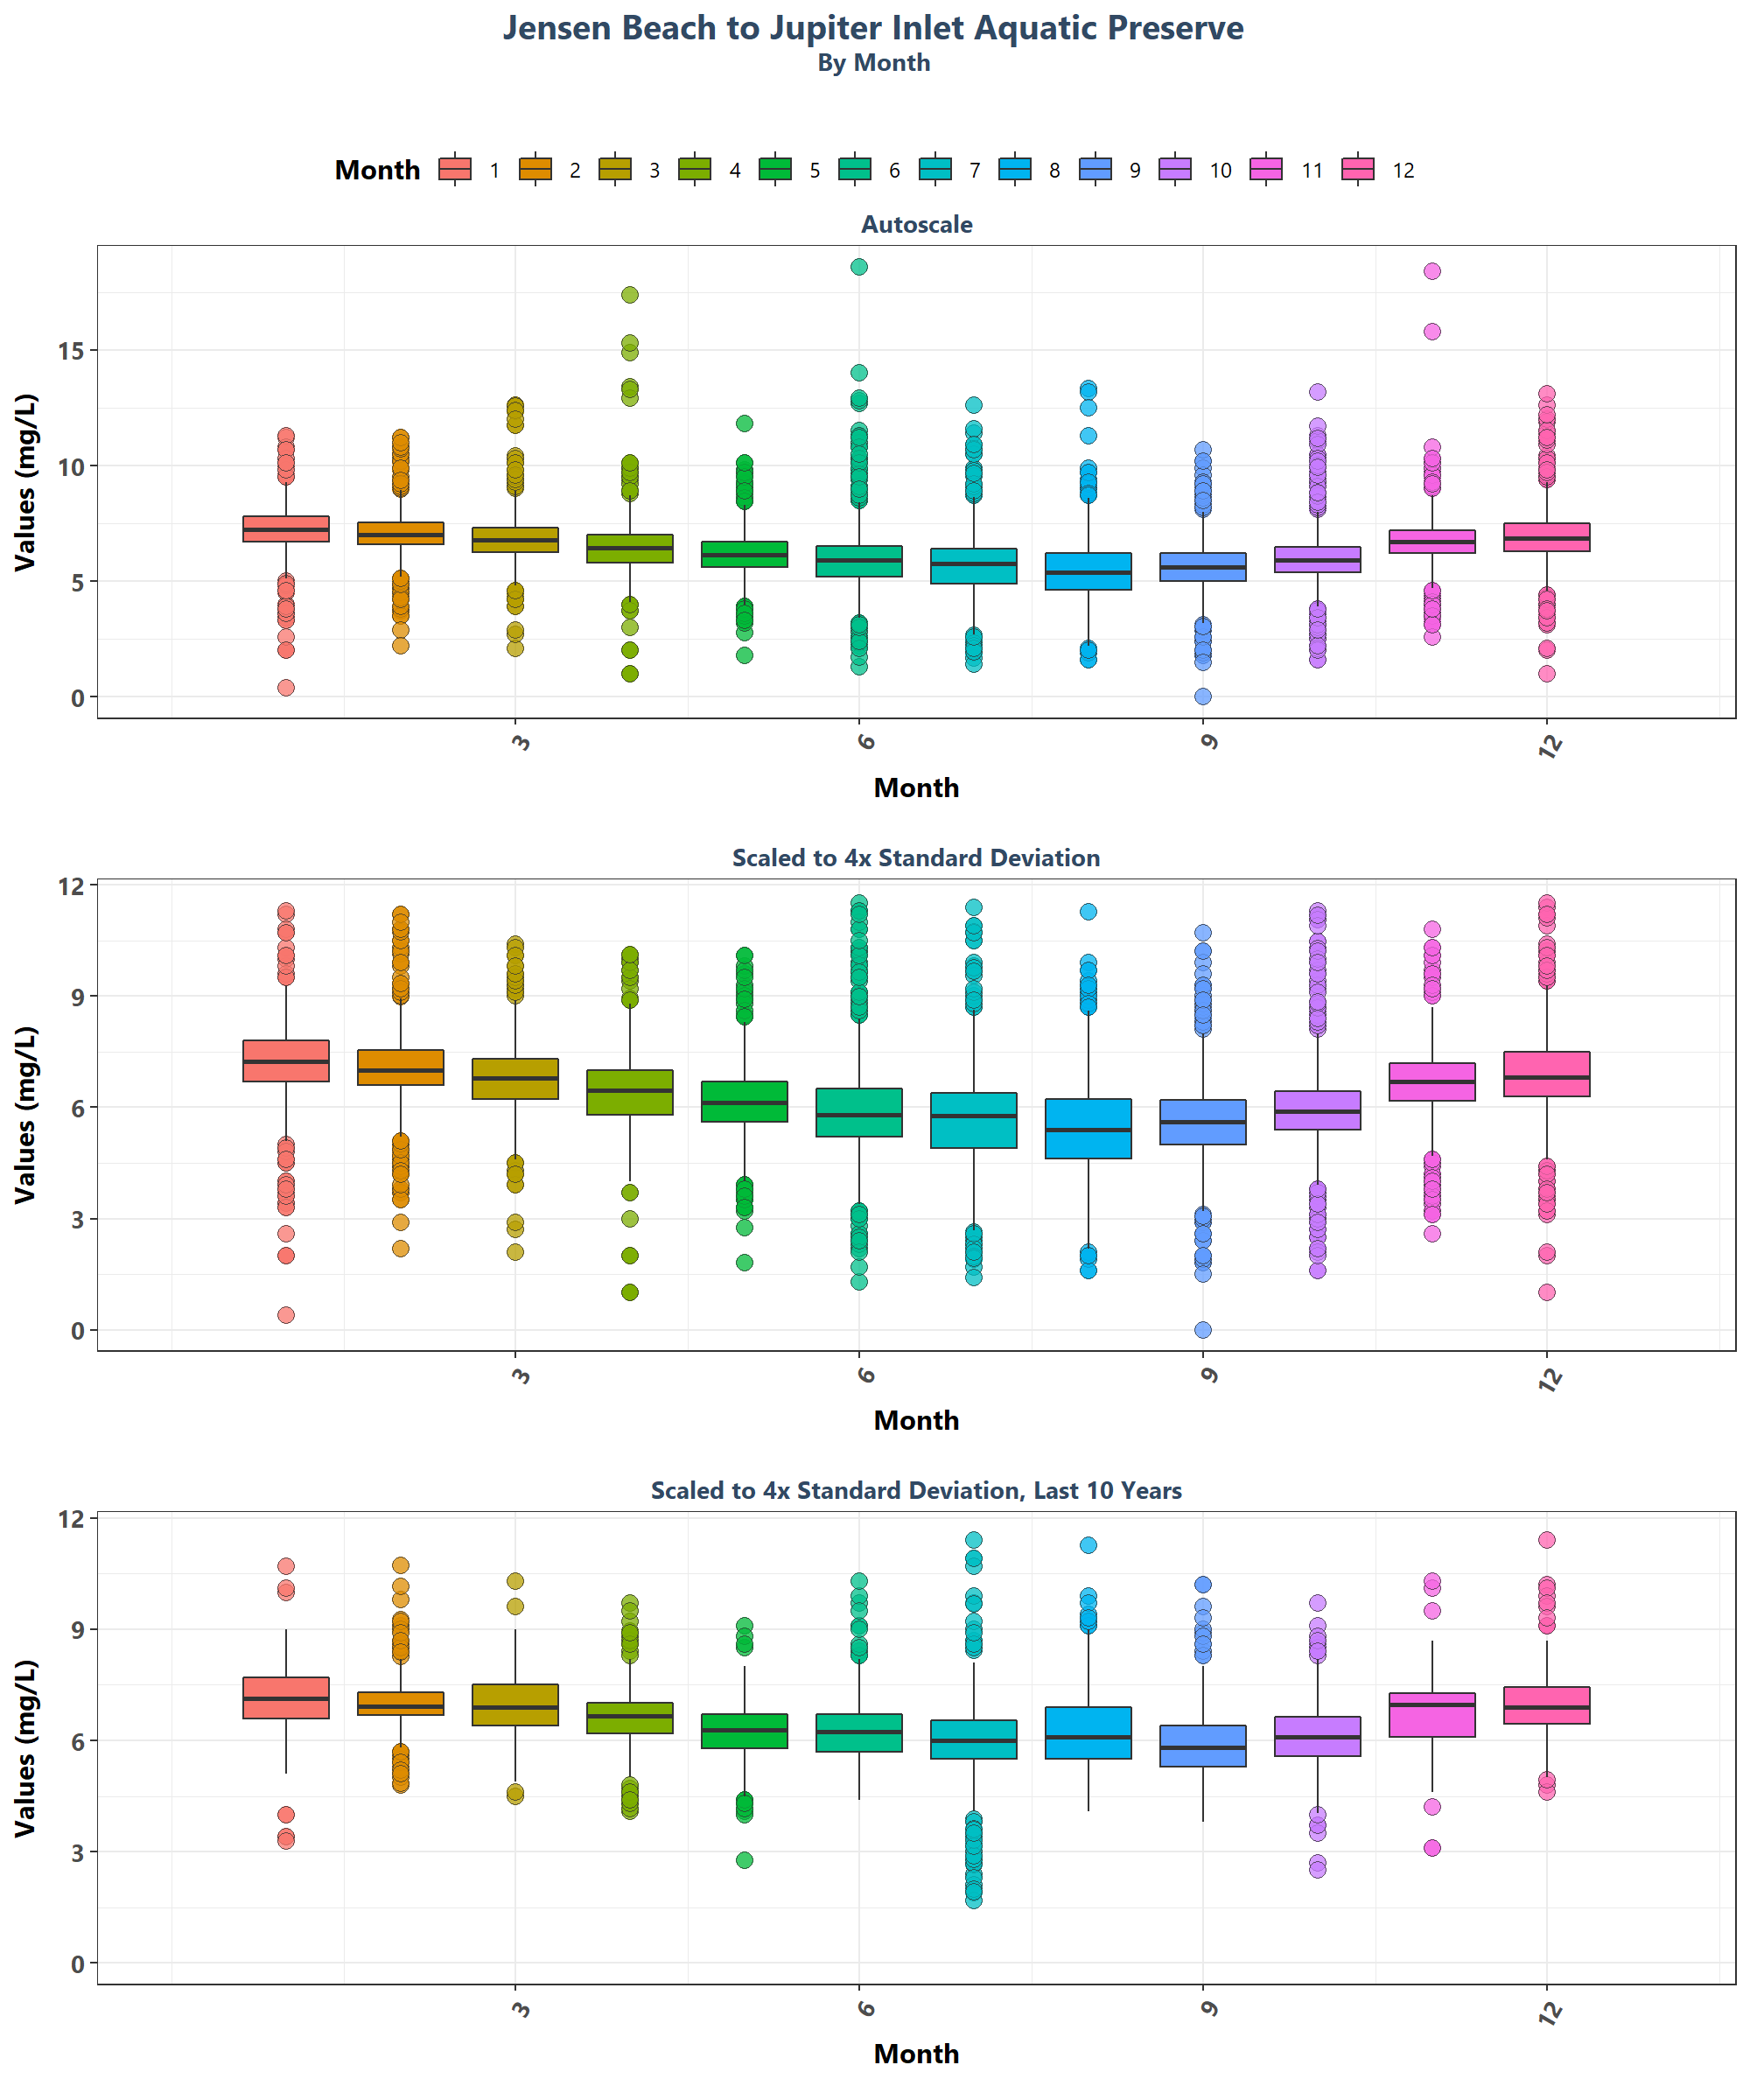 Jensen Beach to Jupiter Inlet Aquatic Preserve
By Month
Month 1 2 3 4 5 6 7 8 9 10 11 12
Autoscale
Values (mg/L)
15
10
5
0
3 6 9 12
Month
Scaled to 4x Standard Deviation
Values (mg/L)
12
9
6
3
0
3 6 9 12
Month
Scaled to 4x Standard Deviation, Last 10 Years
Values (mg/L)
12
9
6
3
0
3 6 9 12
Month